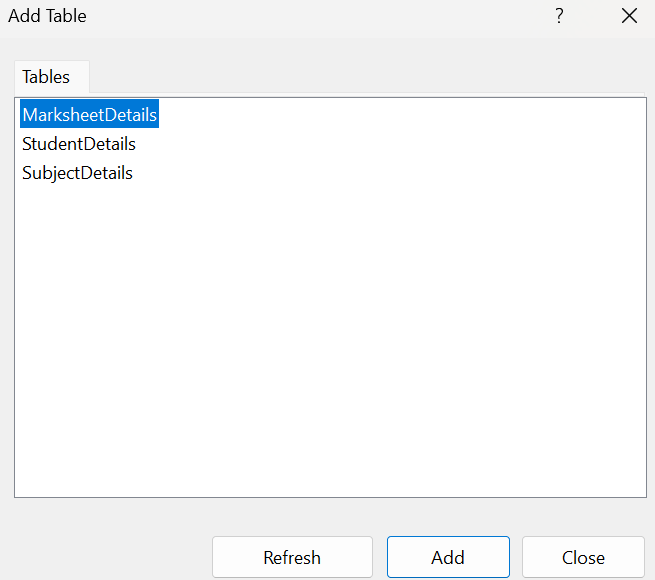 Add Table ?
Tables
MarksheetDetails
StudentDetails
SubjectDetails
Refresh Add Close